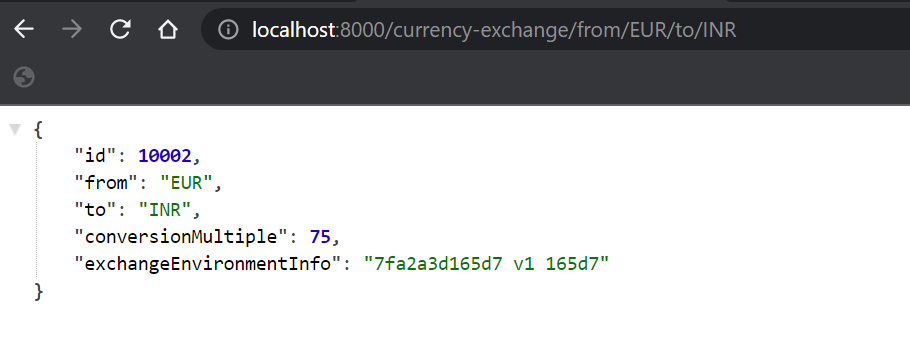 localhost:8000/currency-exchange/from/EUR/to/INR
{
"id": 10002,
"from": "EUR",
"to": "INR",
"conversionMultiple": 75,
"exchangeEnvironmentInfo": "7fa2a3d165d7 v1 165d7"
}